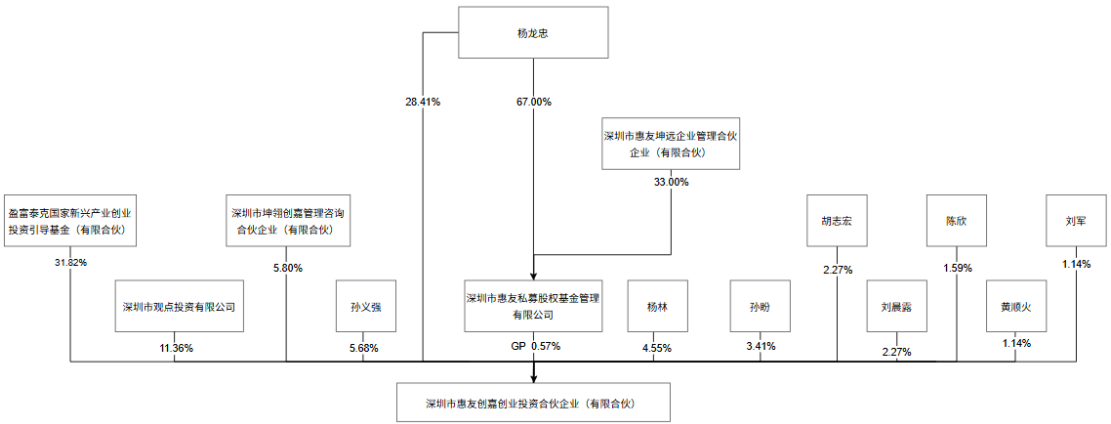 杨龙忠
28.41%
67.00%
深圳市惠友坤远企业管理合伙
企业（有限合伙）
33.00%
盈富泰克国家新兴产业创业
投资引导基金（有限合伙）
31.82%
深圳市坤翎创嘉管理咨询
合伙企业（有限合伙）
5.80%
胡志宏
2.27%
陈欣
1.59%
刘军
1.14%
深圳市观点投资有限公司
11.36%
孙义强
5.68%
深圳市惠友私募股权基金管理
有限公司
GP 0.57%
杨林
4.55%
孙盼
3.41%
刘晨露
2.27%
黄顺火
1.14%
深圳市惠友创嘉创业投资合伙企业（有限合伙）